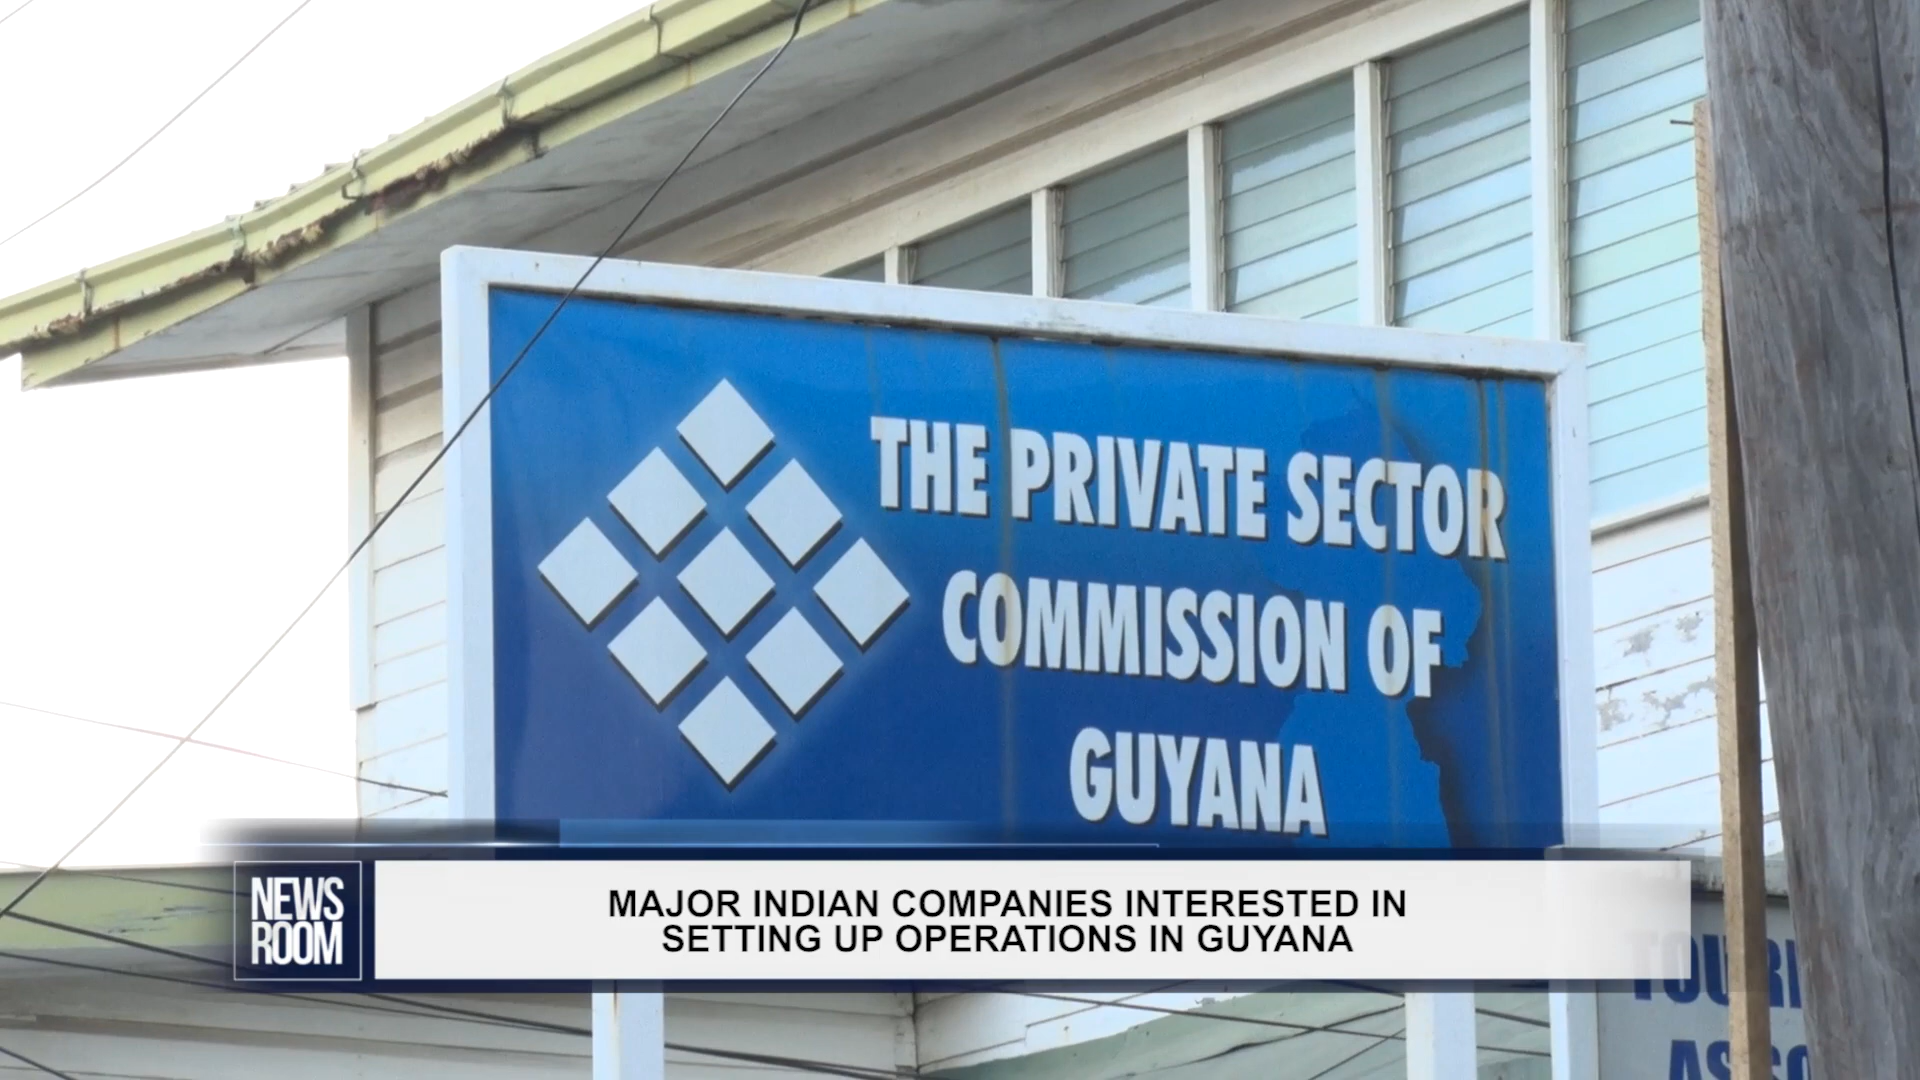 THE PRIVATE SECTOR
COMMISSION OF
GUYANA
NEWS
ROOM
MAJOR INDIAN COMPANIES INTERESTED IN
SETTING UP OPERATIONS IN GUYANA